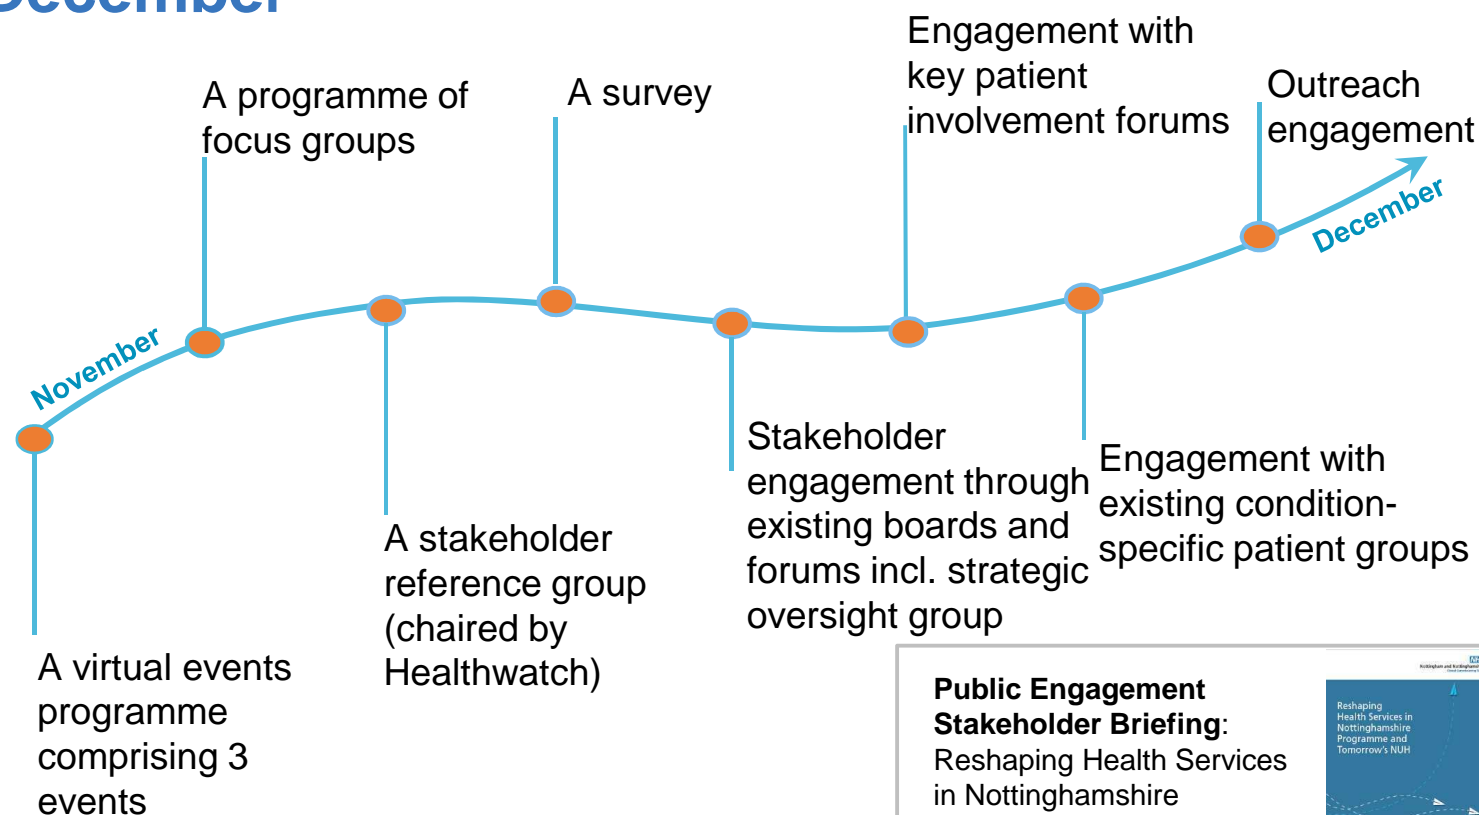 December
A programme of
focus groups
A survey
Engagement with
key patient
involvement forums
Outreach
engagement
November
December
A virtual events
programme
comprising 3
events
A stakeholder
reference group
(chaired by
Healthwatch)
Stakeholder
engagement through
existing boards and
forums incl. strategic
oversight group
Engagement with
existing condition-
specific patient groups
Public Engagement
Stakeholder Briefing:
Reshaping Health Services
in Nottinghamshire
Reshaping
Health Services in
Nottinghamshire
Programme and
Tomorrow's NUH